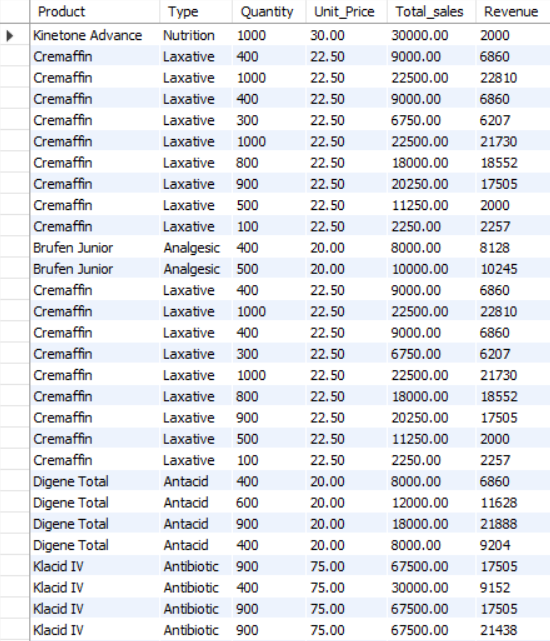 Product Type Quantity Unit_Price Total_sales Revenue
Kinetone Advance Nutrition 1000 30.00 30000.00 2000
Cremaffin Laxative 400 22.50 9000.00 6860
Cremaffin Laxative 1000 22.50 22500.00 22810
Cremaffin Laxative 400 22.50 9000.00 6860
Cremaffin Laxative 300 22.50 6750.00 6207
Cremaffin Laxative 1000 22.50 22500.00 21730
Cremaffin Laxative 800 22.50 18000.00 18552
Cremaffin Laxative 900 22.50 20250.00 17505
Cremaffin Laxative 500 22.50 11250.00 2000
Cremaffin Laxative 100 22.50 2250.00 2257
Brufen Junior Analgesic 400 20.00 8000.00 8128
Brufen Junior Analgesic 500 20.00 10000.00 10245
Cremaffin Laxative 400 22.50 9000.00 6860
Cremaffin Laxative 1000 22.50 22500.00 22810
Cremaffin Laxative 400 22.50 9000.00 6860
Cremaffin Laxative 300 22.50 6750.00 6207
Cremaffin Laxative 1000 22.50 22500.00 21730
Cremaffin Laxative 800 22.50 18000.00 18552
Cremaffin Laxative 900 22.50 20250.00 17505
Cremaffin Laxative 500 22.50 11250.00 2000
Cremaffin Laxative 100 22.50 2250.00 2257
Digene Total Antacid 400 20.00 8000.00 6860
Digene Total Antacid 600 20.00 12000.00 11628
Digene Total Antacid 900 20.00 18000.00 21888
Digene Total Antacid 400 20.00 8000.00 9204
Klacid IV Antibiotic 900 75.00 67500.00 17505
Klacid IV Antibiotic 400 75.00 30000.00 9152
Klacid IV Antibiotic 900 75.00 67500.00 17505
Klacid IV Antibiotic 900 75.00 67500.00 21438